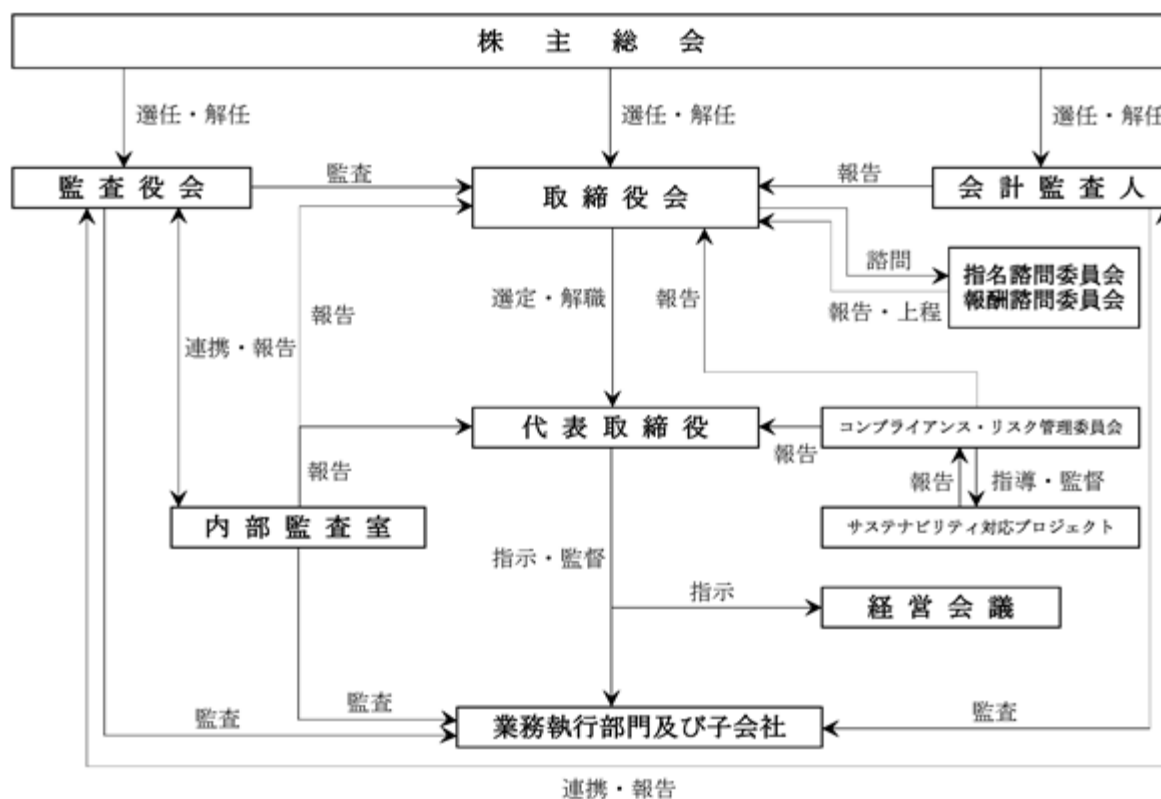 株主総会
選任・解任
選任・解任
選任・解任
監査役会
監査
取締役会
報告
会計監査人
諮問
指名諮問委員会
報酬諮問委員会
報告・上程
選定・解職
報告
報告
連携・報告
代表取締役
報告
コンプライアンス・リスク管理委員会
報告
報告
指導・監督
内部監査室
サステナビリティ対応プロジェクト
指示・監督
指示
経営会議
監査
監査
業務執行部門及び子会社
監査
連携・報告